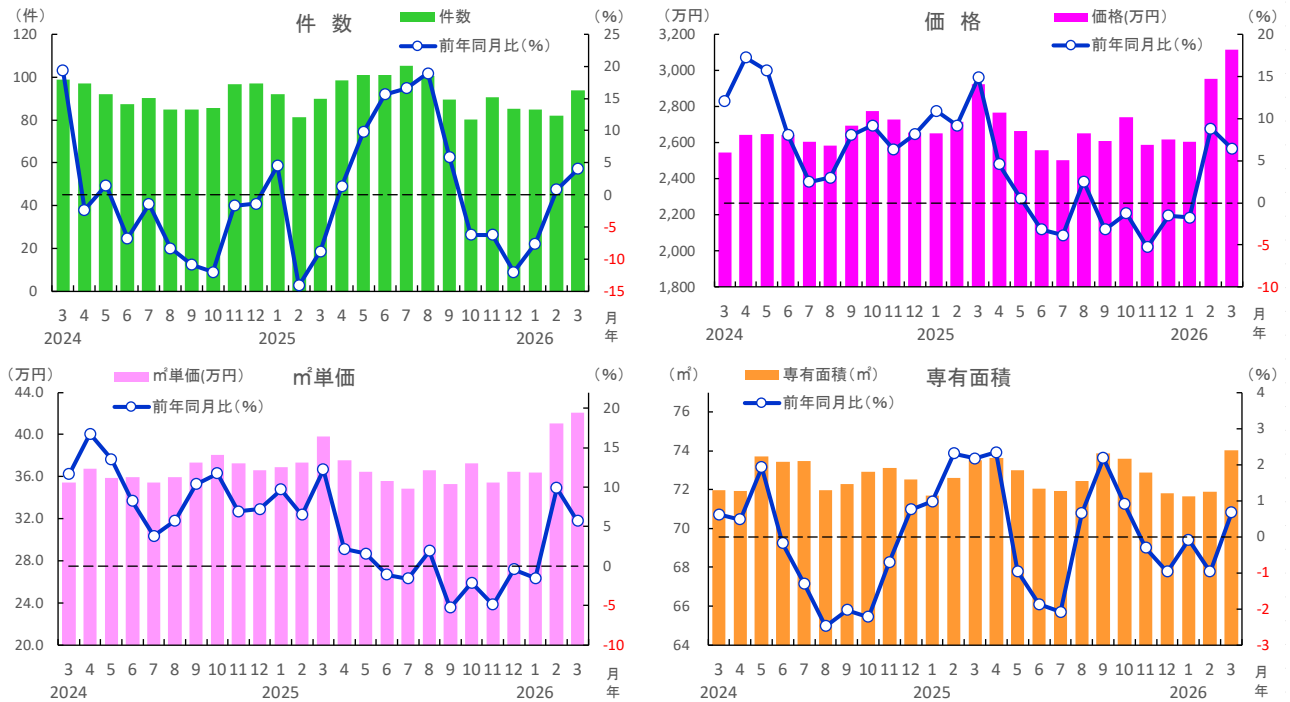 件 数
（件）
（%）
件数
前年同月比（%）
120
100
80
60
40
20
0
25
20
15
10
5
0
-5
-10
-15
3 4 5 6 7 8 9 10 11 12 1 2 3 4 5 6 7 8 9 10 11 12 1 2 3 月
2024 2025 2026 年
価 格
（万円）
（%）
価格(万円)
前年同月比（%）
3,200
3,000
2,800
2,600
2,400
2,200
2,000
1,800
20
15
10
5
0
-5
-10
3 4 5 6 7 8 9 10 11 12 1 2 3 4 5 6 7 8 9 10 11 12 1 2 3 月
2024 2025 2026 年
㎡単価
（万円）
（%）
㎡単価(万円)
前年同月比（%）
44.0
40.0
36.0
32.0
28.0
24.0
20.0
20
15
10
5
0
-5
-10
3 4 5 6 7 8 9 10 11 12 1 2 3 4 5 6 7 8 9 10 11 12 1 2 3 月
2024 2025 2026 年
専有面積
（㎡）
（%）
専有面積（㎡）
前年同月比（%）
76
74
72
70
68
66
64
4
3
2
1
0
-1
-2
-3
3 4 5 6 7 8 9 10 11 12 1 2 3 4 5 6 7 8 9 10 11 12 1 2 3 月
2024 2025 2026 年